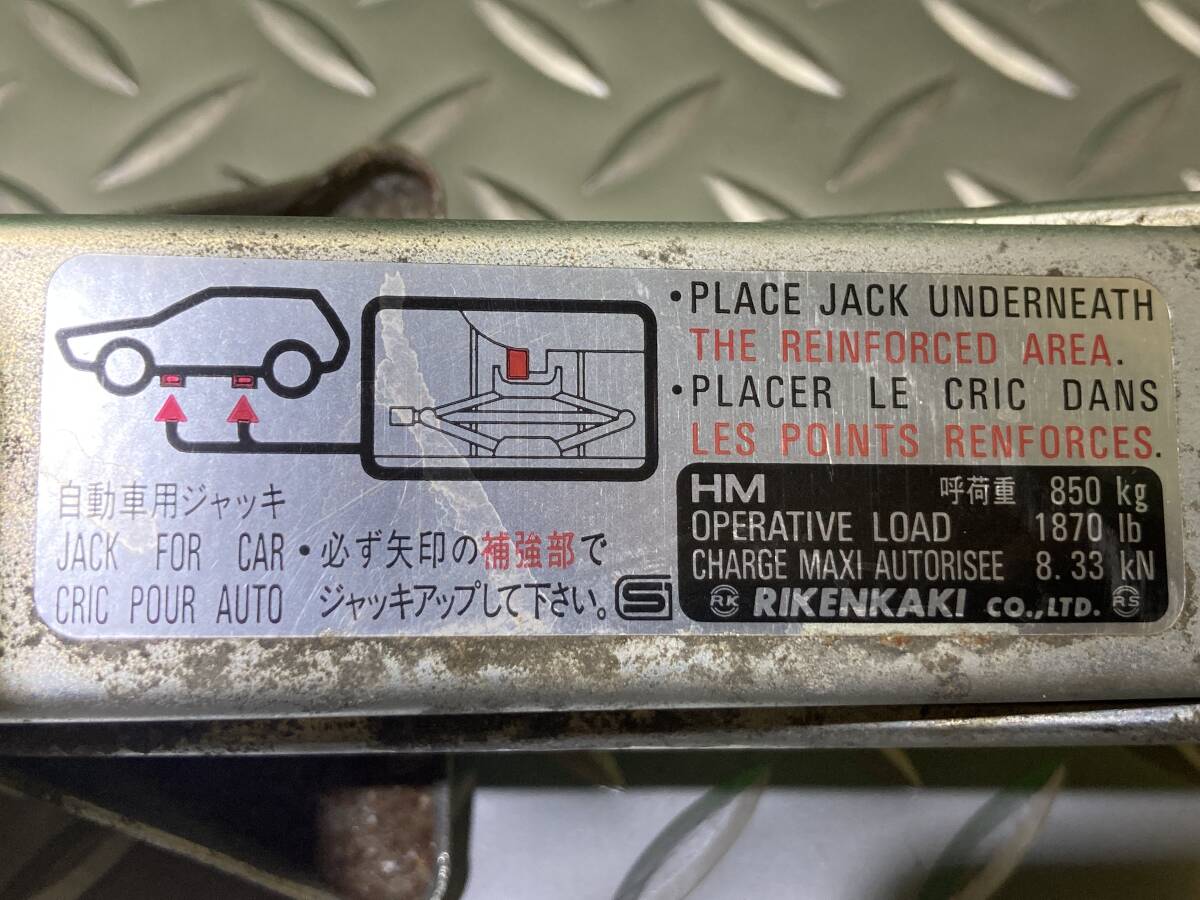 •PLACE JACK UNDERNEATH
THE REINFORCED AREA.
•PLACER LE CRIC DANS
LES POINTS RENFORCES.
自動車用ジャッキ
JACK FOR CAR
CRIC POUR AUTO
•必ず矢印の補強部で
ジャッキアップして下さい。
S
HM 呼荷重 850 kg
OPERATIVE LOAD 1870 lb
CHARGE MAXI AUTORISEE 8.33 kN
RK RIKENKAKI CO.,LTD. RS